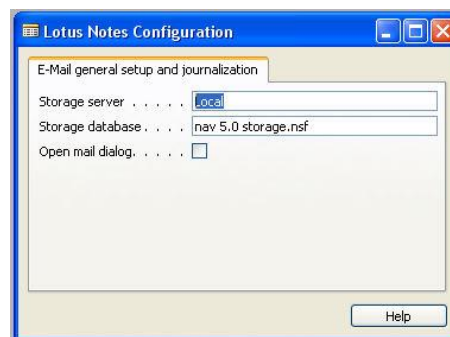 Lotus Notes Configuration
E-Mail general setup and journalization
Storage server . . . . . Local
Storage database . . . . nav 5.0 storage.nsf
Open mail dialog. . . . .
Help